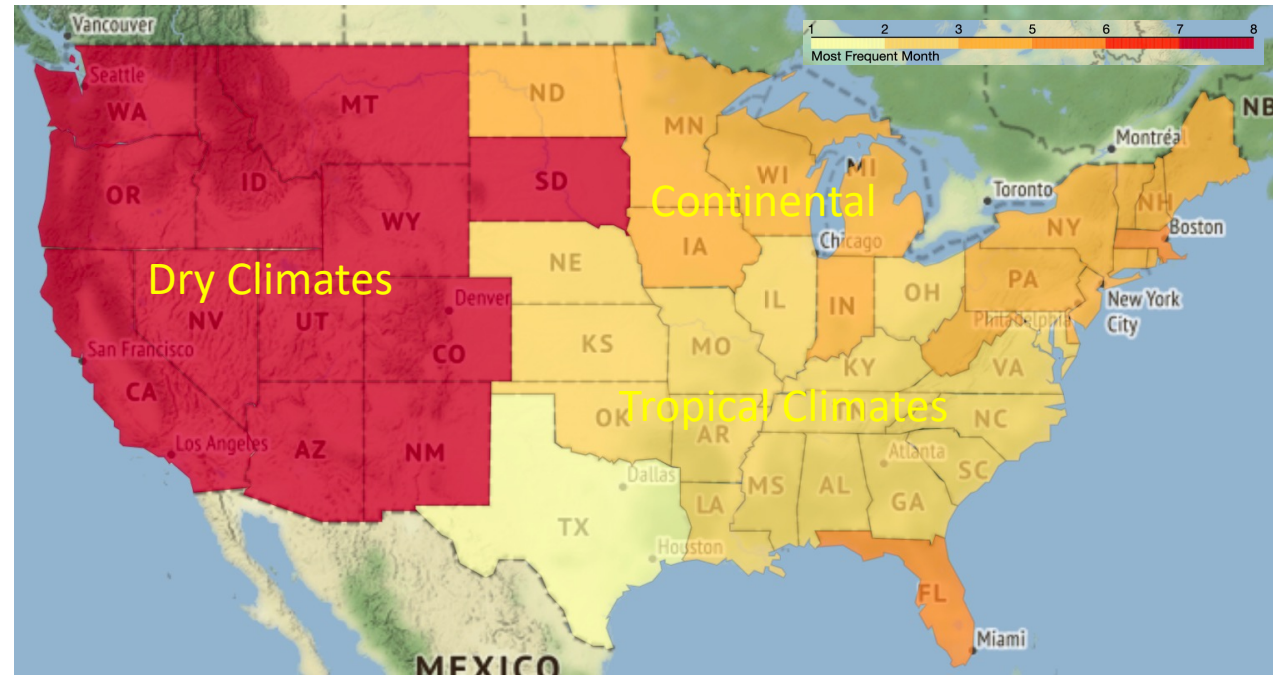 Vancouver
1 2 3 5 6 7 8
Most Frequent Month
Seattle
WA
MT
ND
MN
NB
Montréal
OR
ID
WY
SD
WI
MI
Toronto
NH
Continental
NY
Boston
Chicago
IA
Dry Climates
NE
IL
IN
OH
PA
New York
City
Denver
NV
UT
CO
KS
MO
KY
VA
Philadelphia
San Francisco
CA
Tropical Climates
OK
TN
NC
AR
Los Angeles
AZ
NM
Atlanta
SC
Dallas
MS
AL
GA
LA
TX
Houston
FL
Miami
MEXICO